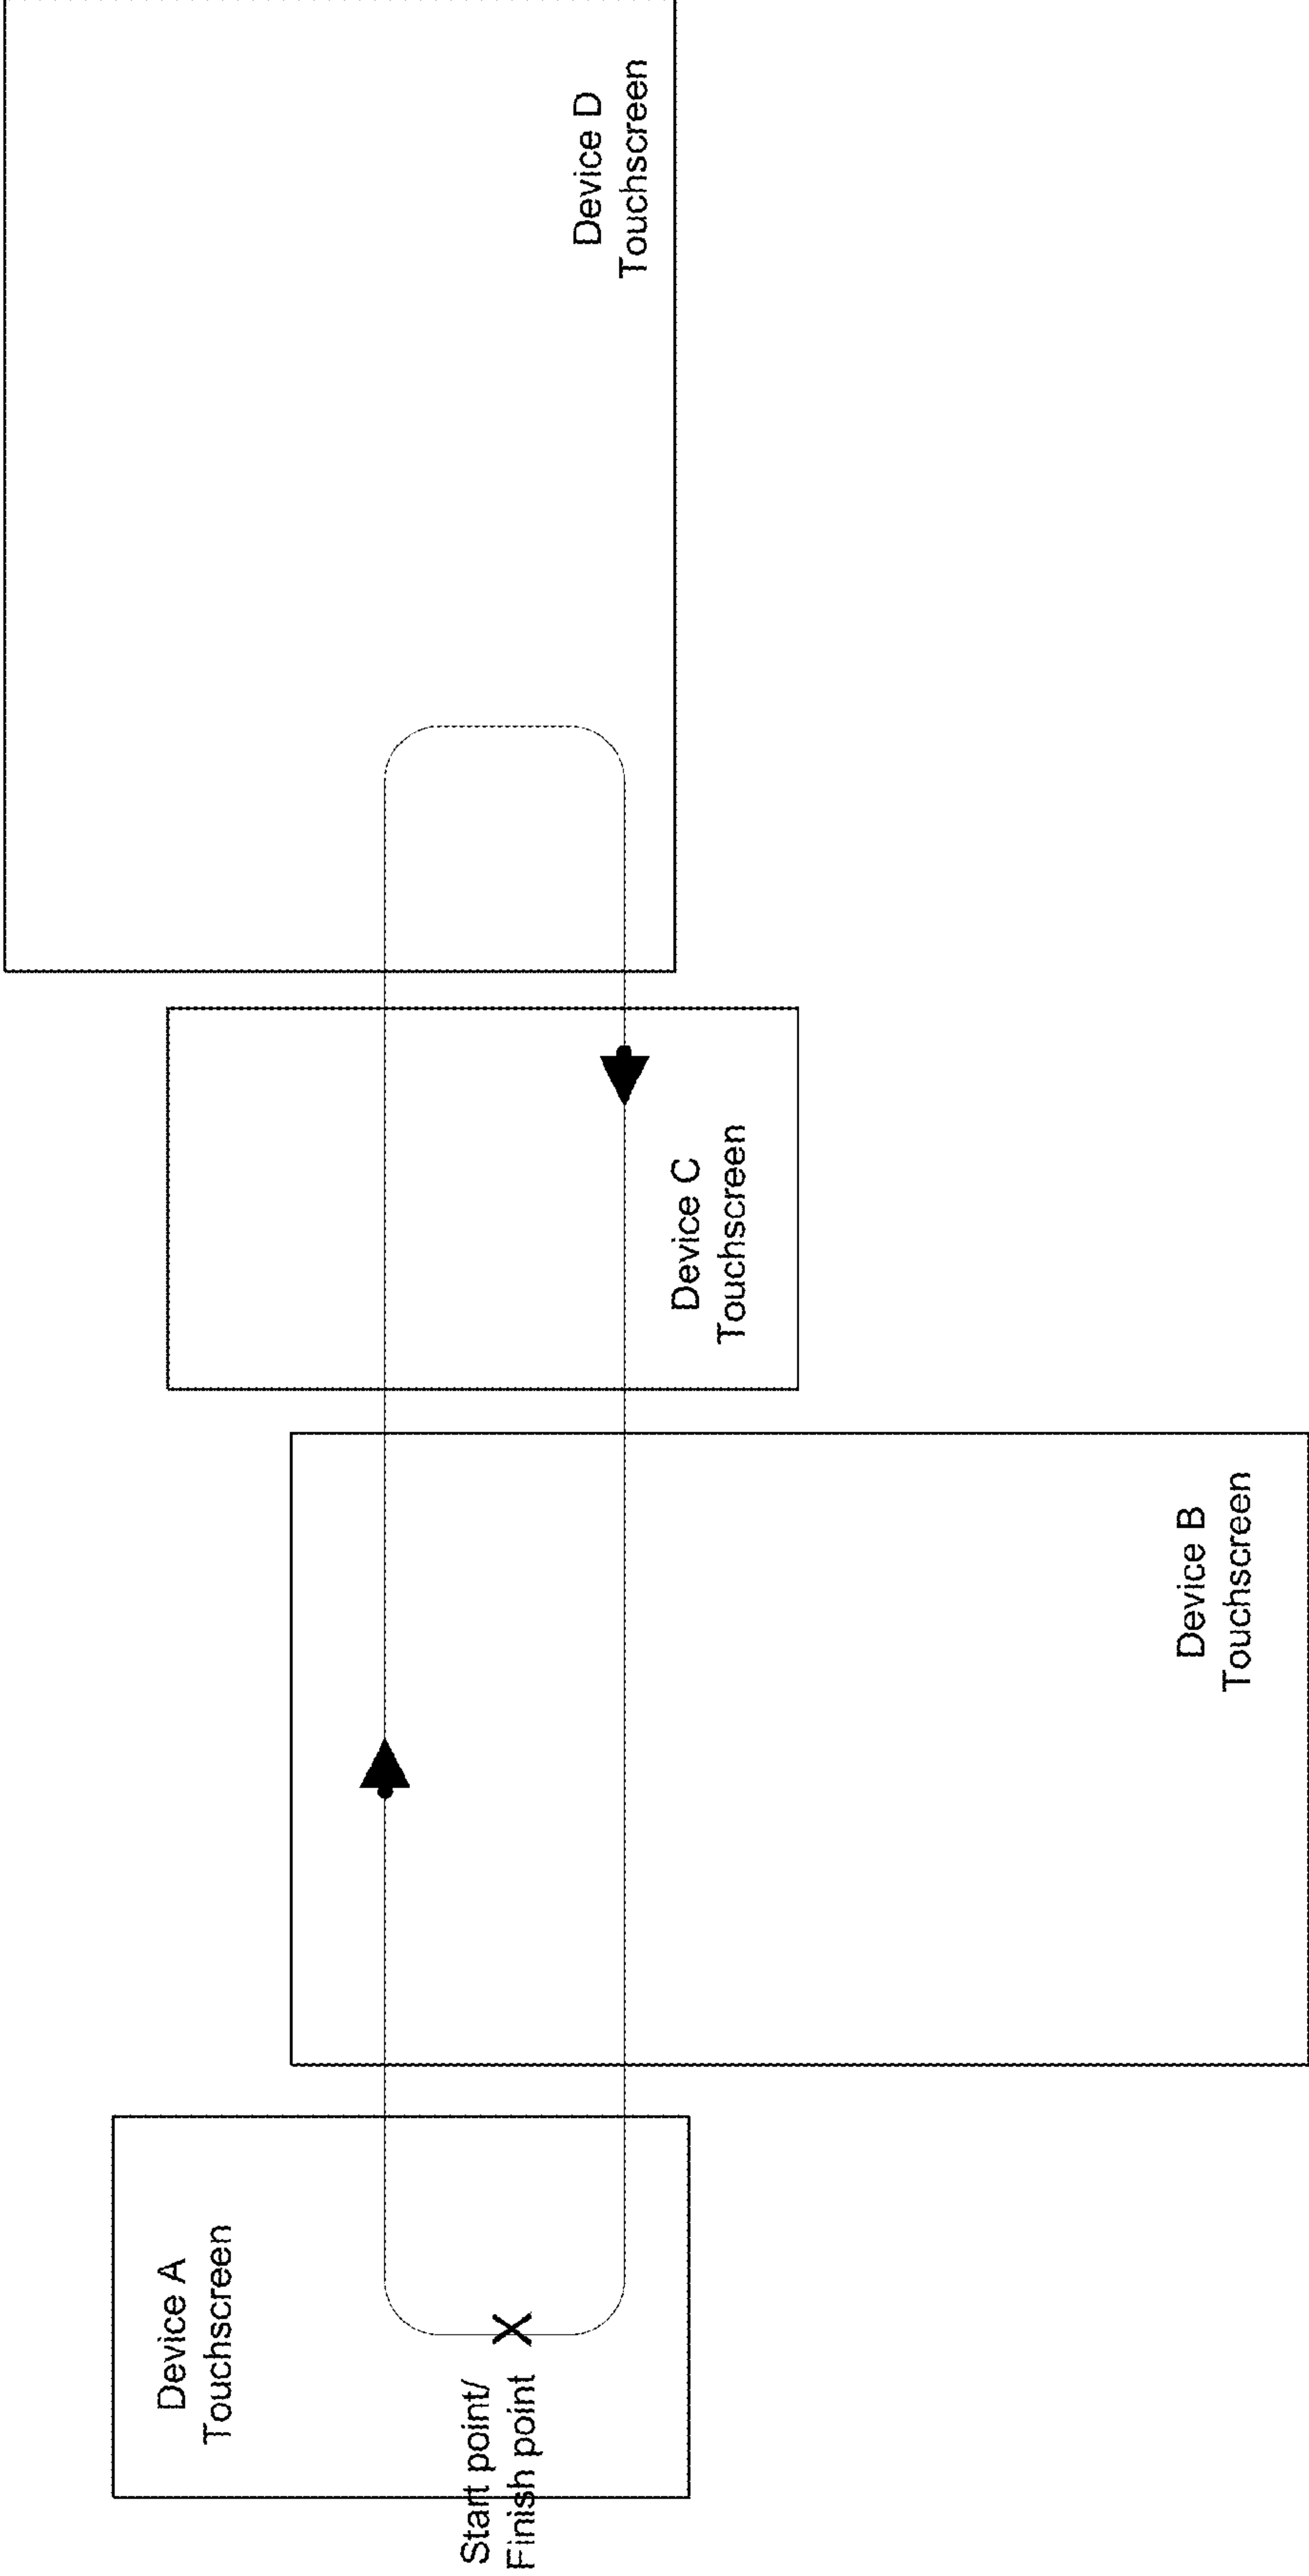 Device A
Touchscreen
Start point/
Finish point
X
Device B
Touchscreen
Device C
Touchscreen
Device D
Touchscreen